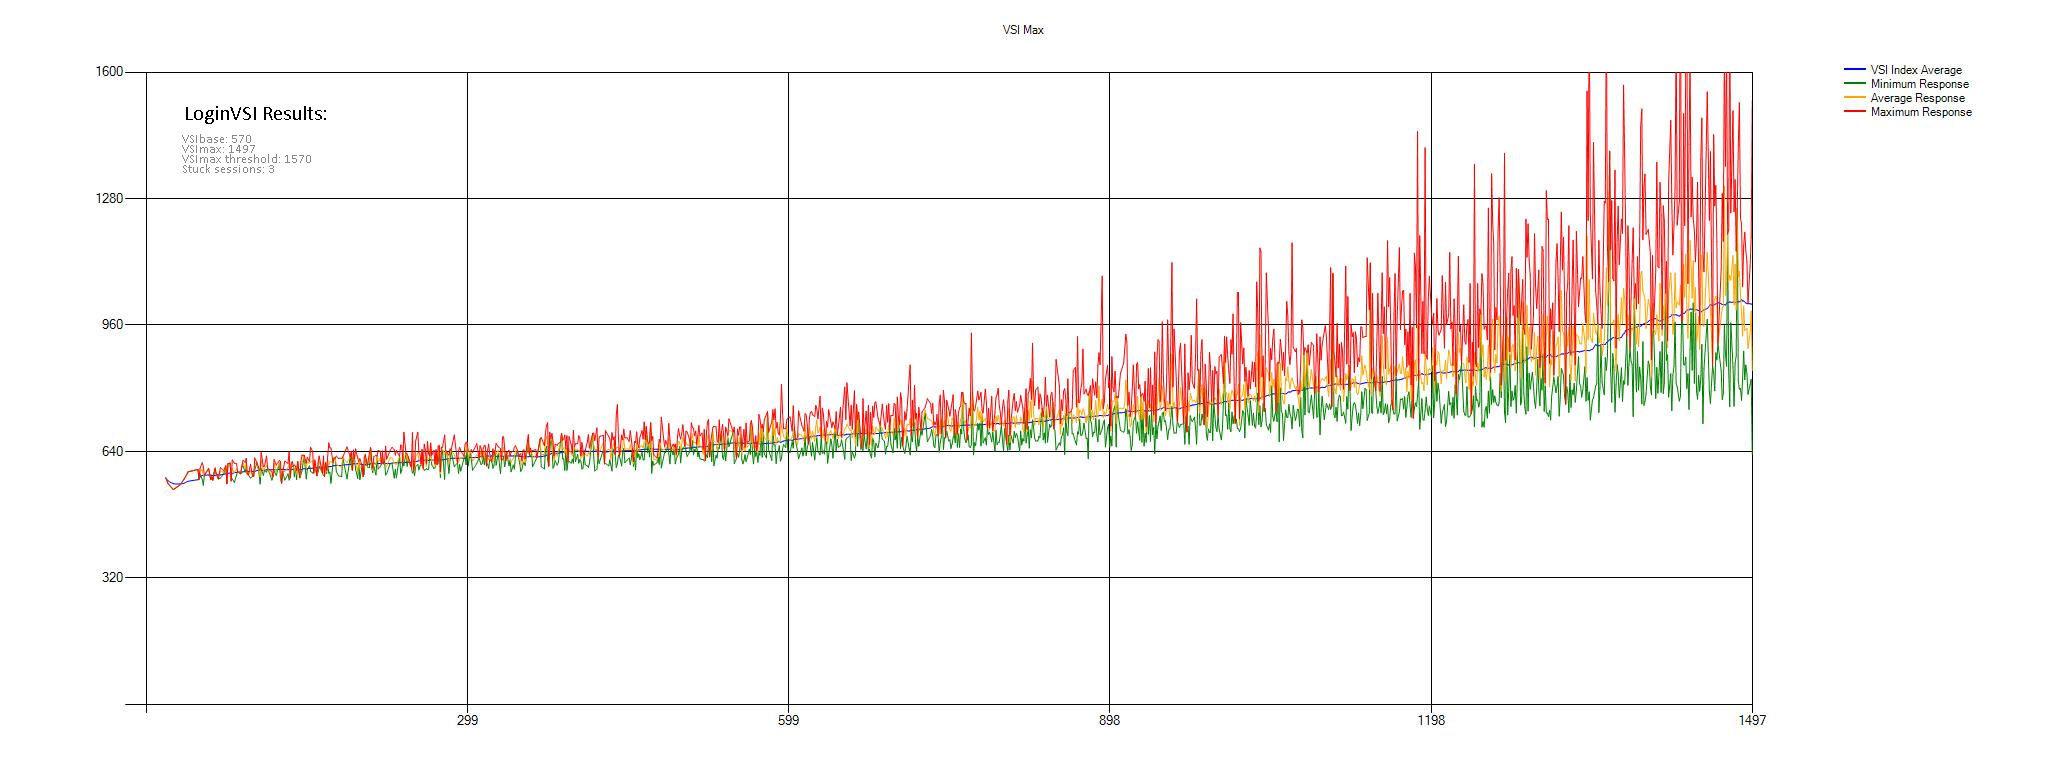 VSI Max
1600
1280
960
640
320
299
599
898
1198
1497
LoginVSI Results:
VSIbase: 570
VSImax: 1497
VSImax threshold: 1570
Stuck sessions: 3
VSI Index Average
Minimum Response
Average Response
Maximum Response